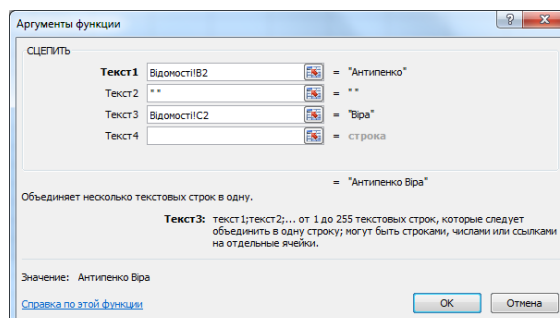 Аргументы функции
СЦЕПИТЬ
Текст1 Відомості!B2 = "Антипенко"
Текст2 " " = " "
Текст3 Відомості!C2 = "Віра"
Текст4 = строка
= "Антипенко Віра"
Объединяет несколько текстовых строк в одну.
Текст3: текст1;текст2;... от 1 до 255 текстовых строк, которые следует
объединить в одну строку; могут быть строками, числами или ссылками
на отдельные ячейки.
Значение: Антипенко Віра
Справка по этой функции
ОК Отмена